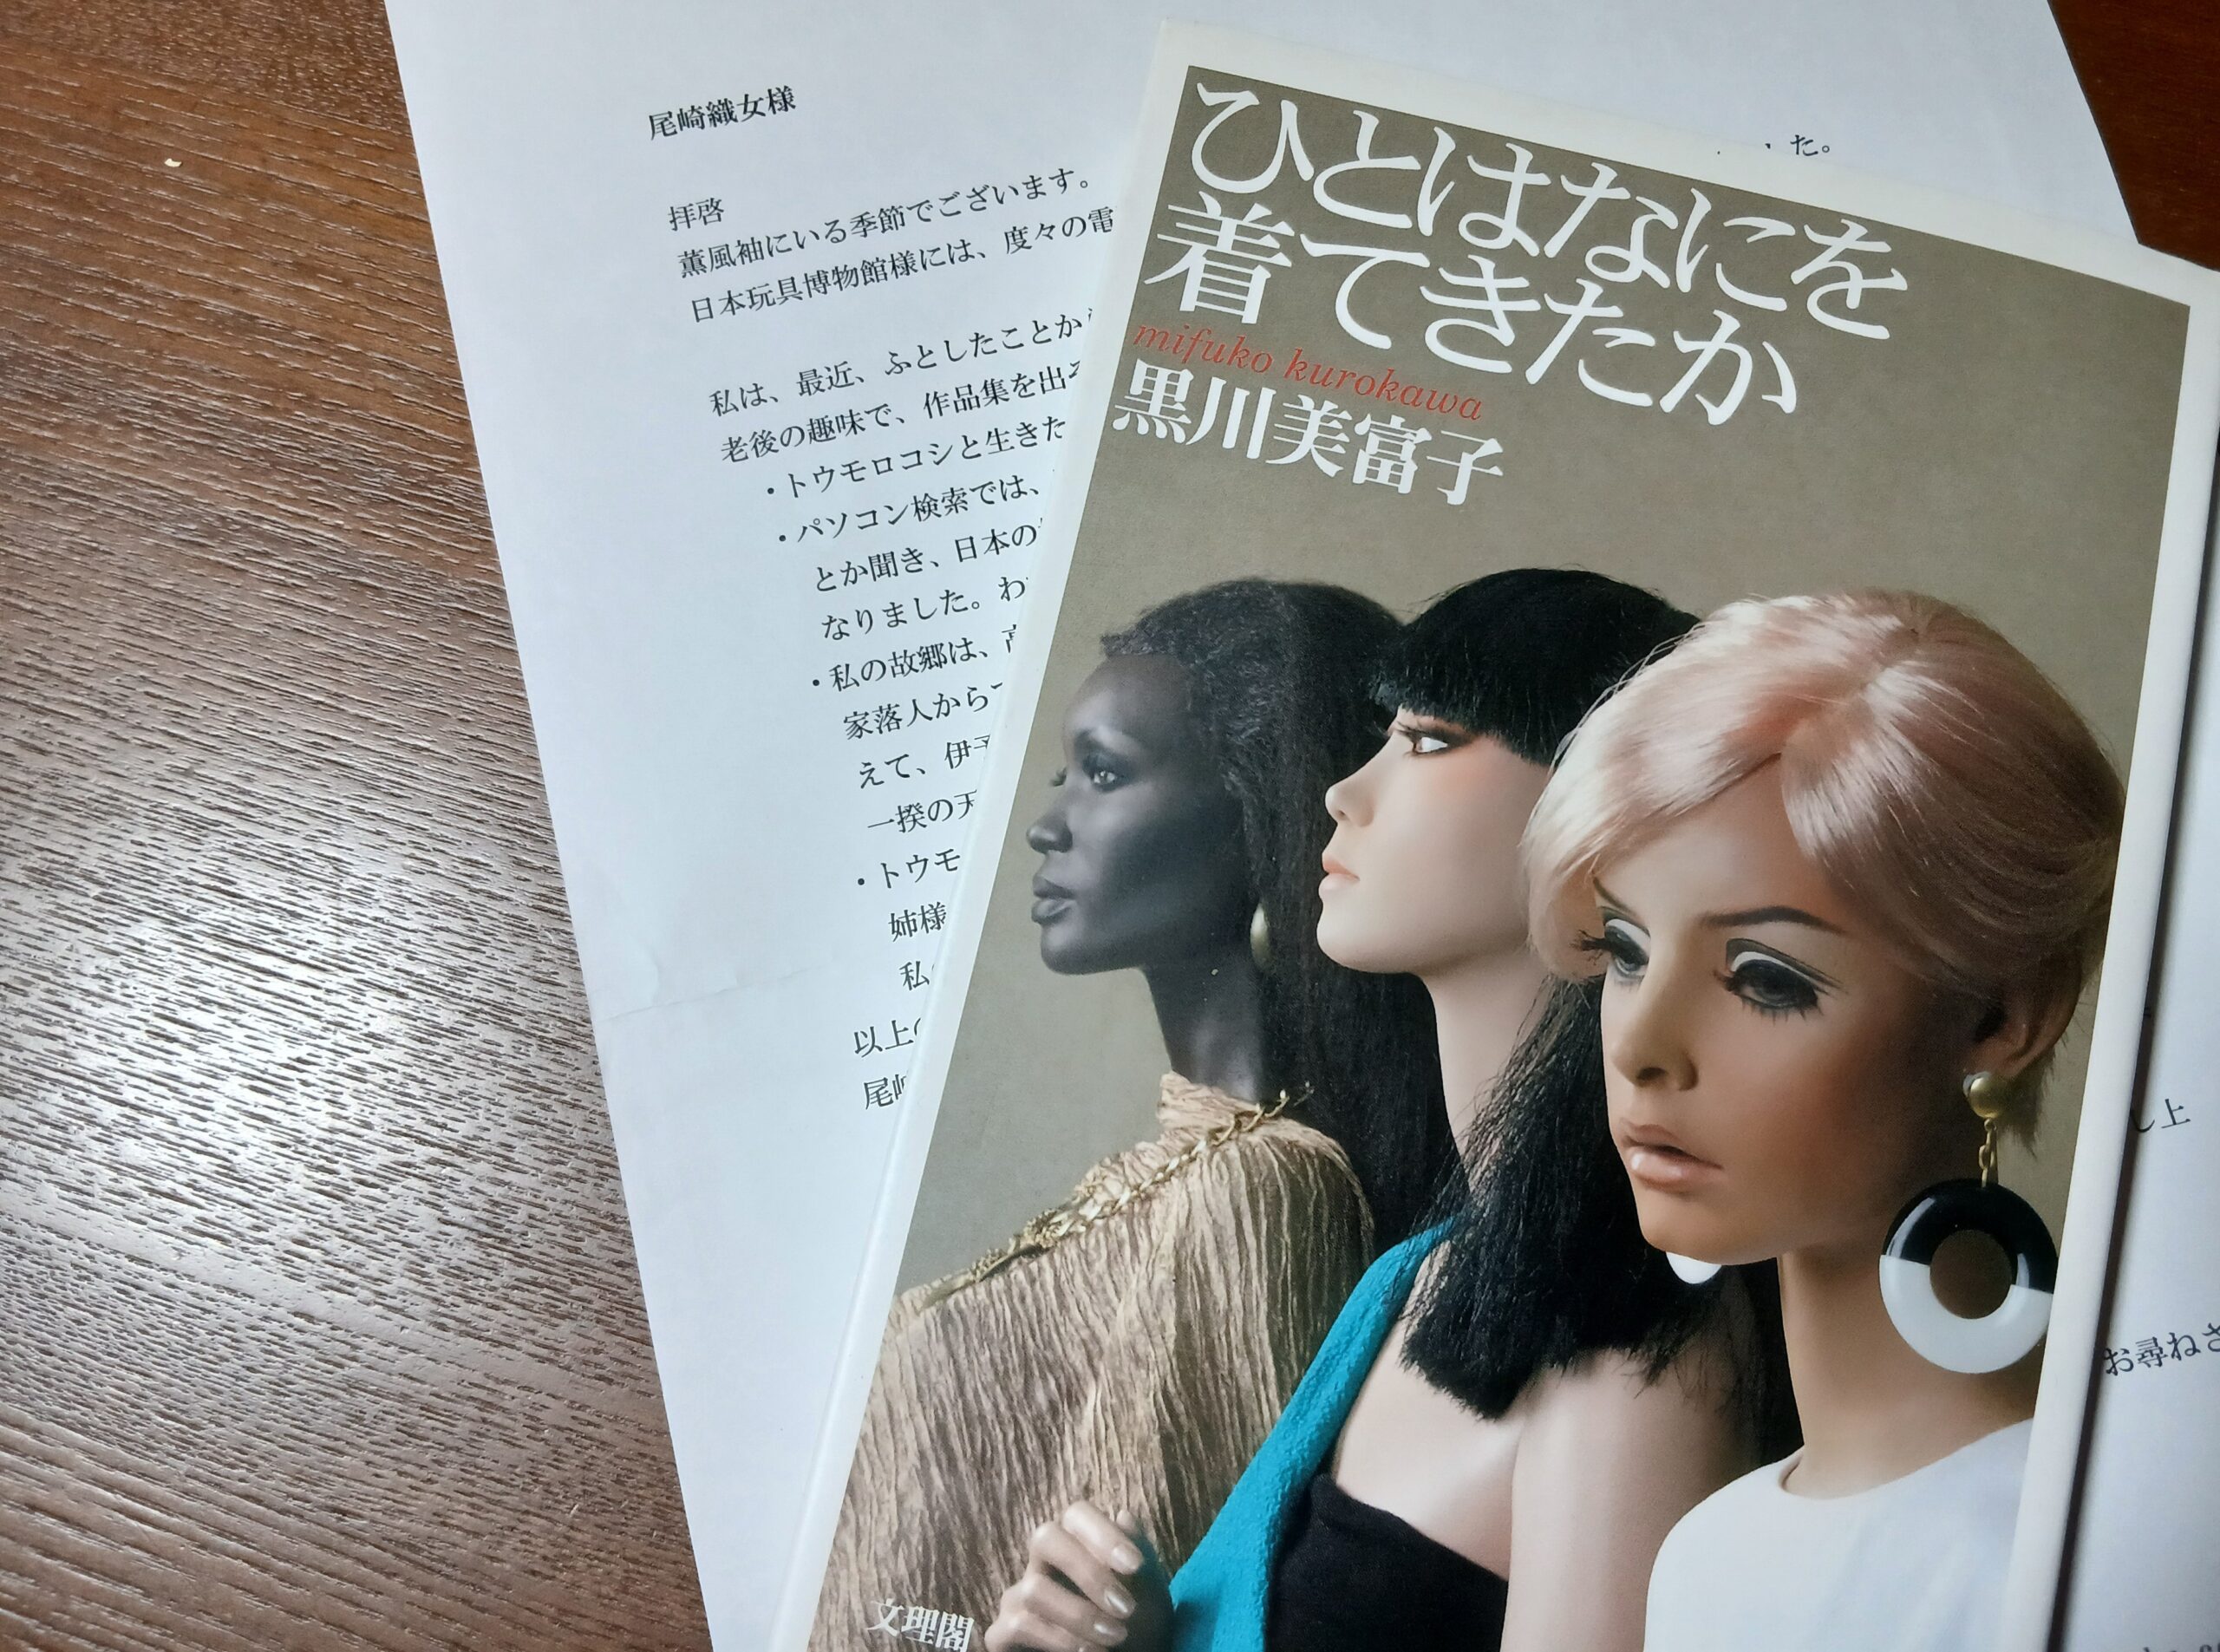 尾崎織女様
拝啓
薫風袖にいる季節でございます。
日本玩具博物館様には、度々の電
私は、最近、ふとしたことか
老後の趣味で、作品集を出
・トウモロコシと生きた
・パソコン検索では、
とか聞き、日本の
なりました。わ
・私の故郷は、
家落人から
えて、伊
一揆の天
・トウモ
姉様
私
以上
尾
た。
し上
お尋ねさ
ひとはなにを
着てきたか
mifuko kurokawa
黒川美富子
文理閣